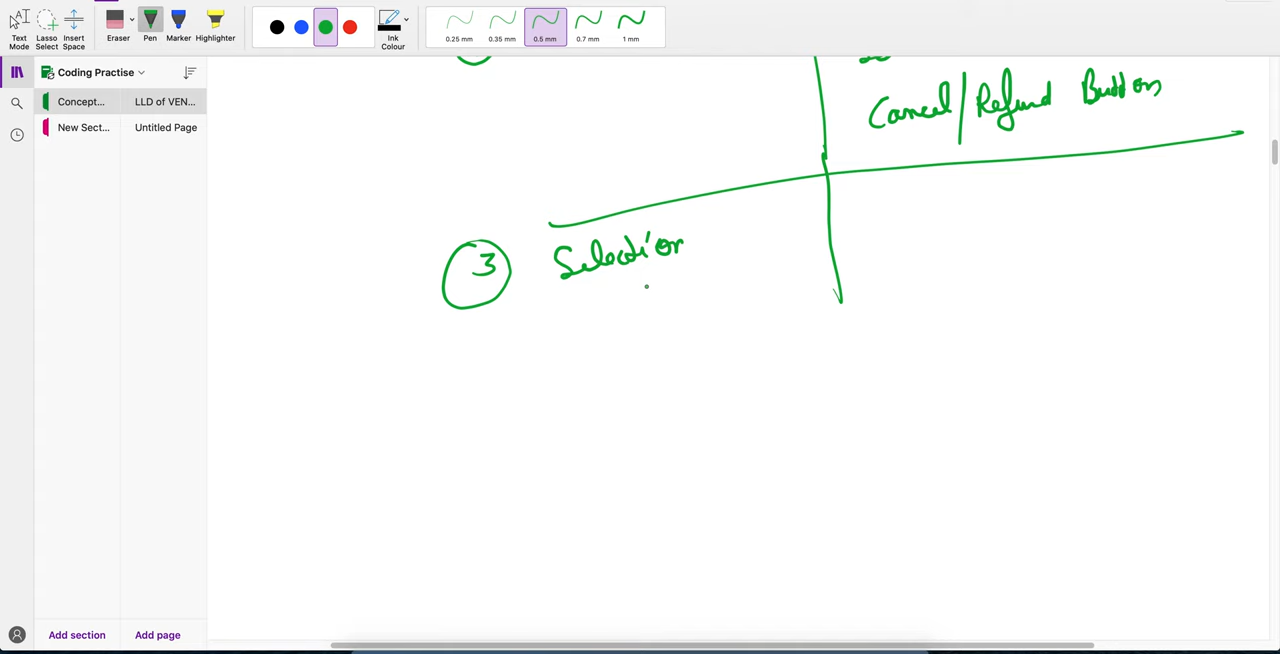 Text Mode
Lasso Select
Insert Space
Eraser
Pen
Marker
Highlighter
Ink Colour
0.25 mm
0.35 mm
0.5 mm
0.7 mm
1 mm
Coding Practise
Concept... LLD of VEN...
New Sect... Untitled Page
Cancel/Refund Button
3 Selection
Add section Add page